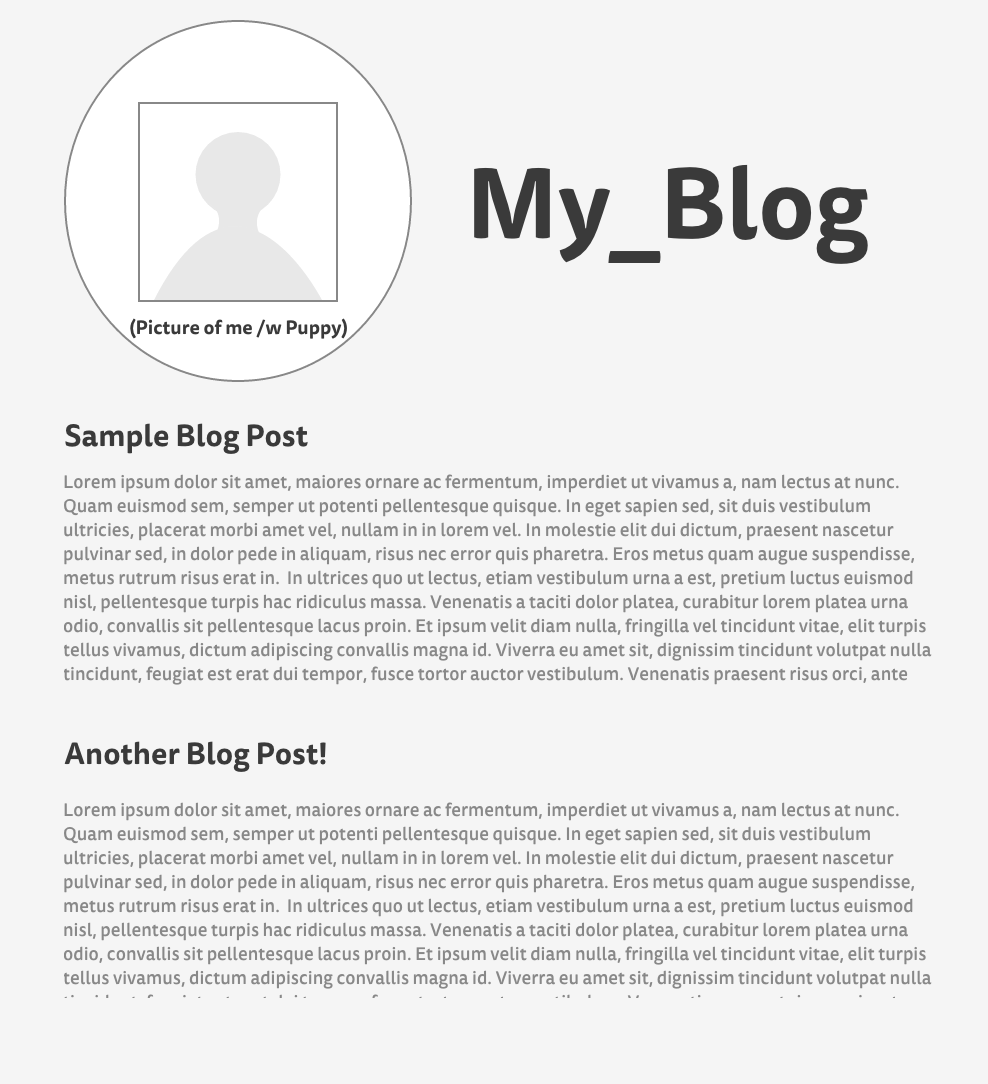 My_Blog
(Picture of me /w Puppy)
Sample Blog Post
Lorem ipsum dolor sit amet, maiores ornare ac fermentum, imperdiet ut vivamus a, nam lectus at nunc.
Quam euismod sem, semper ut potenti pellentesque quisque. In eget sapien sed, sit duis vestibulum
ultricies, placerat morbi amet vel, nullam in in lorem vel. In molestie elit dui dictum, praesent nascetur
pulvinar sed, in dolor pede in aliquam, risus nec error quis pharetra. Eros metus quam augue suspendisse,
metus rutrum risus erat in.  In ultrices quo ut lectus, etiam vestibulum urna a est, pretium luctus euismod
nisl, pellentesque turpis hac ridiculus massa. Venenatis a taciti dolor platea, curabitur lorem platea urna
odio, convallis sit pellentesque lacus proin. Et ipsum velit diam nulla, fringilla vel tincidunt vitae, elit turpis
tellus vivamus, dictum adipiscing convallis magna id. Viverra eu amet sit, dignissim tincidunt volutpat nulla
tincidunt, feugiat est erat dui tempor, fusce tortor auctor vestibulum. Venenatis praesent risus orci, ante
Another Blog Post!
Lorem ipsum dolor sit amet, maiores ornare ac fermentum, imperdiet ut vivamus a, nam lectus at nunc.
Quam euismod sem, semper ut potenti pellentesque quisque. In eget sapien sed, sit duis vestibulum
ultricies, placerat morbi amet vel, nullam in in lorem vel. In molestie elit dui dictum, praesent nascetur
pulvinar sed, in dolor pede in aliquam, risus nec error quis pharetra. Eros metus quam augue suspendisse,
metus rutrum risus erat in.  In ultrices quo ut lectus, etiam vestibulum urna a est, pretium luctus euismod
nisl, pellentesque turpis hac ridiculus massa. Venenatis a taciti dolor platea, curabitur lorem platea urna
odio, convallis sit pellentesque lacus proin. Et ipsum velit diam nulla, fringilla vel tincidunt vitae, elit turpis
tellus vivamus, dictum adipiscing convallis magna id. Viverra eu amet sit, dignissim tincidunt volutpat nulla